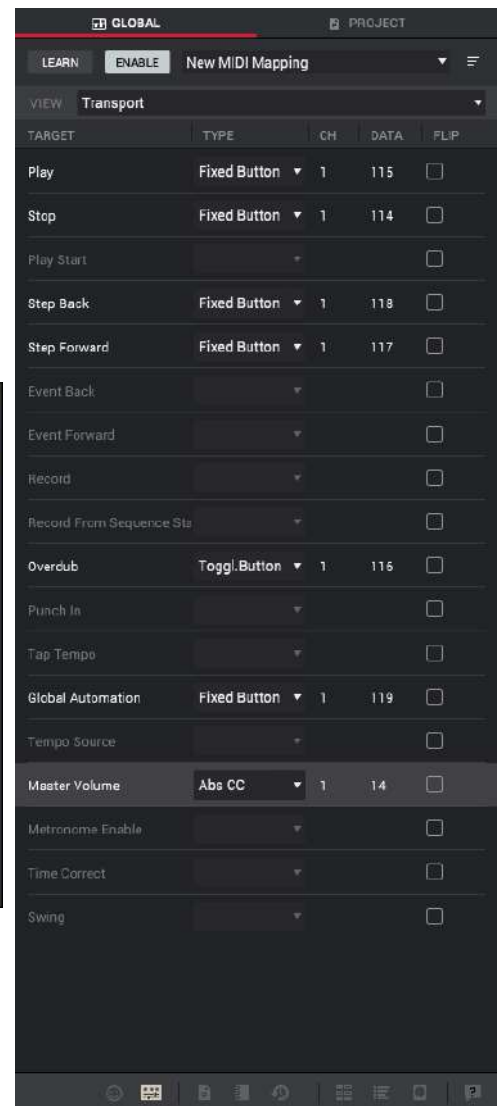 GLOBAL PROJECT
LEARN ENABLE New MIDI Mapping
VIEW Transport
TARGET TYPE CH DATA FLIP
Play Fixed Button 1 115
Stop Fixed Button 1 114
Play Start
Step Back Fixed Button 1 118
Step Forward Fixed Button 1 117
Event Back
Event Forward
Record
Record From Sequence Sta
Overdub Toggl.Button 1 116
Punch In
Tap Tempo
Global Automation Fixed Button 1 119
Tempo Source
Master Volume Abs CC 1 14
Metronome Enable
Time Correct
Swing